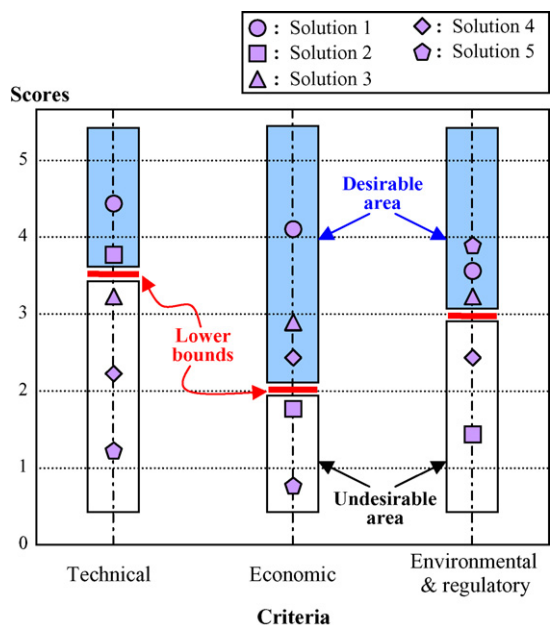 : Solution 1
: Solution 2
: Solution 3
: Solution 4
: Solution 5
Scores
5
4
3
2
1
0
Desirable
area
Lower
bounds
Undesirable
area
Technical
Economic
Environmental
& regulatory
Criteria